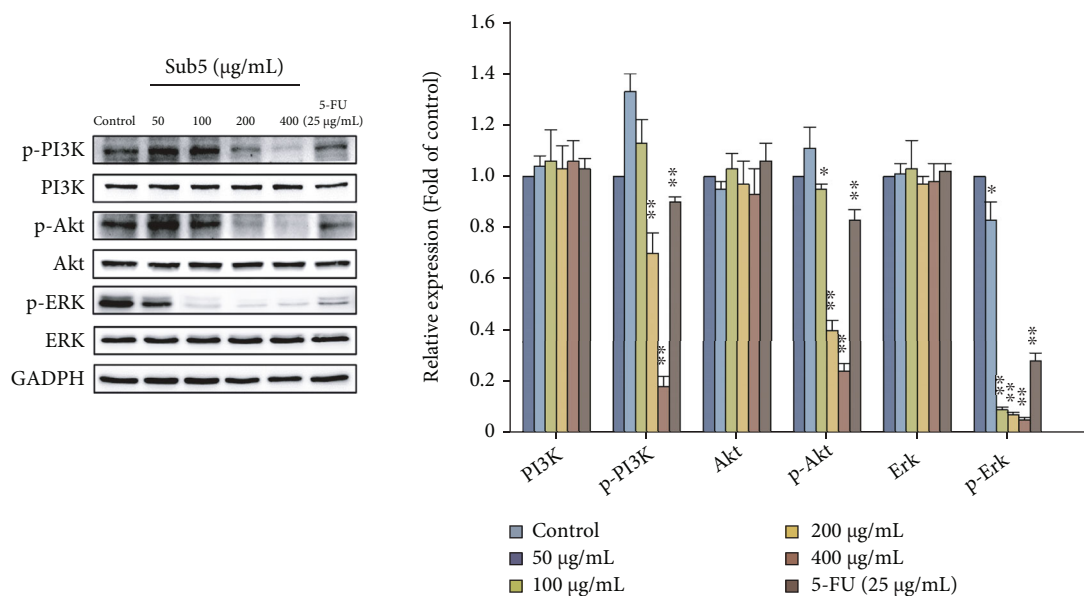 Sub5 (µg/mL)
Control 50 100 200 400 5-FU (25 µg/mL)
p-PI3K
PI3K
p-Akt
Akt
p-ERK
ERK
GADPH
Relative expression (Fold of control)
1.6
1.4
1.2
1.0
0.8
0.6
0.4
0.2
0
**
**
**
*
**
**
**
*
**
**
**
**
PI3K
p-PI3K
Akt
p-Akt
Erk
p-Erk
Control
50 µg/mL
100 µg/mL
200 µg/mL
400 µg/mL
5-FU (25 µg/mL)